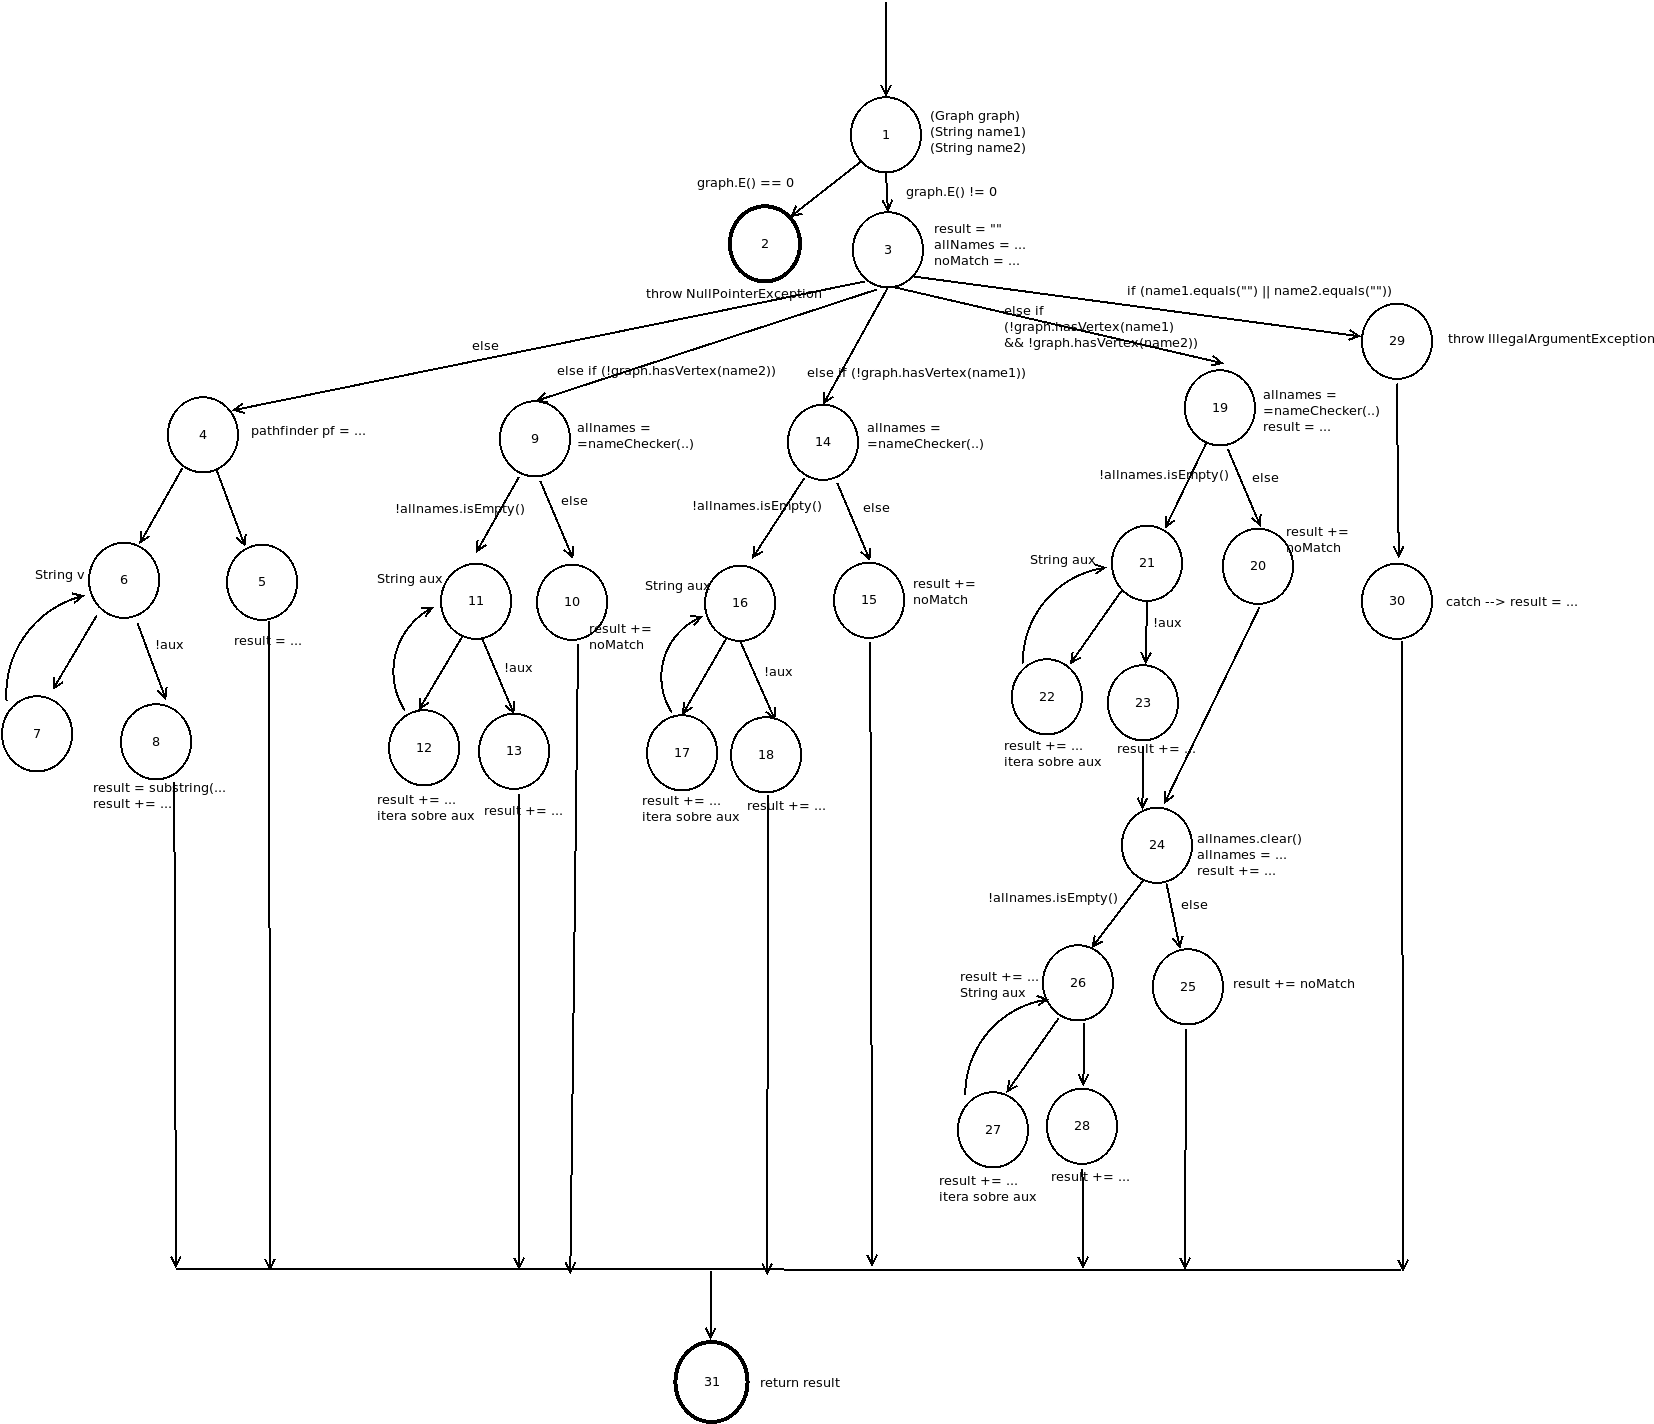 1
(Graph graph)
(String name1)
(String name2)
graph.E() == 0
graph.E() != 0
2
throw NullPointerException
3
result = ""
allNames = ...
noMatch = ...
else
else if (!graph.hasVertex(name2))
else if (!graph.hasVertex(name1))
else if
(!graph.hasVertex(name1)
&& !graph.hasVertex(name2))
if (name1.equals("") || name2.equals(""))
29
throw IllegalArgumentException
4
pathfinder pf = ...
9
allnames =
=nameChecker(..)
14
allnames =
=nameChecker(..)
19
allnames =
=nameChecker(..)
result = ...
!allnames.isEmpty()
else
!allnames.isEmpty()
else
!allnames.isEmpty()
else
String v
6
5
result = ...
String aux
11
10
result +=
noMatch
String aux
16
15
result +=
noMatch
String aux
21
20
result +=
noMatch
30
catch --> result = ...
!aux
!aux
!aux
!aux
7
8
result = substring(...
result += ...
12
result += ...
itera sobre aux
13
result += ...
17
result += ...
itera sobre aux
18
result += ...
22
result += ...
itera sobre aux
23
result += ...
24
allnames.clear()
allnames = ...
result += ...
!allnames.isEmpty()
else
result += ...
String aux
26
25
result += noMatch
27
result += ...
itera sobre aux
28
result += ...
31
return result